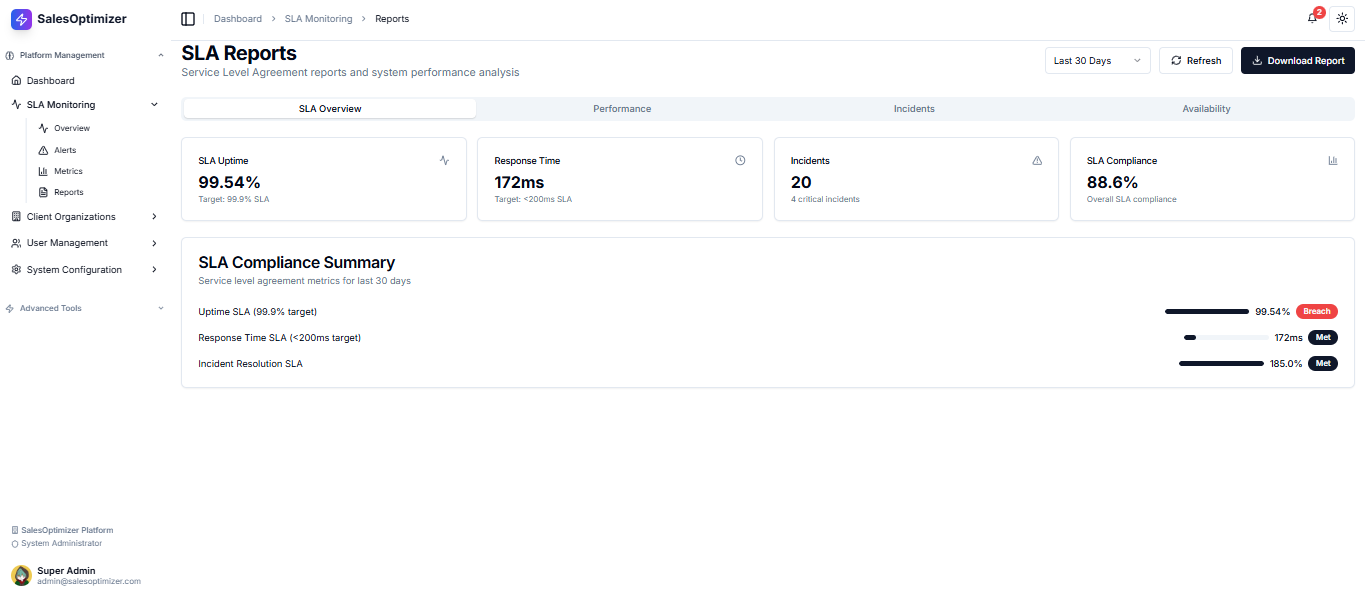 SalesOptimizer
Dashboard > SLA Monitoring > Reports
2
Platform Management
Dashboard
SLA Monitoring
Overview
Alerts
Metrics
Reports
Client Organizations
User Management
System Configuration
Advanced Tools
SalesOptimizer Platform
System Administrator
Super Admin
admin@salesoptimizer.com
SLA Reports
Service Level Agreement reports and system performance analysis
Last 30 Days
Refresh
Download Report
SLA Overview
Performance
Incidents
Availability
SLA Uptime
99.54%
Target: 99.9% SLA
Response Time
172ms
Target: <200ms SLA
Incidents
20
4 critical incidents
SLA Compliance
88.6%
Overall SLA compliance
SLA Compliance Summary
Service level agreement metrics for last 30 days
Uptime SLA (99.9% target) 99.54% Breach
Response Time SLA (<200ms target) 172ms Met
Incident Resolution SLA 185.0% Met